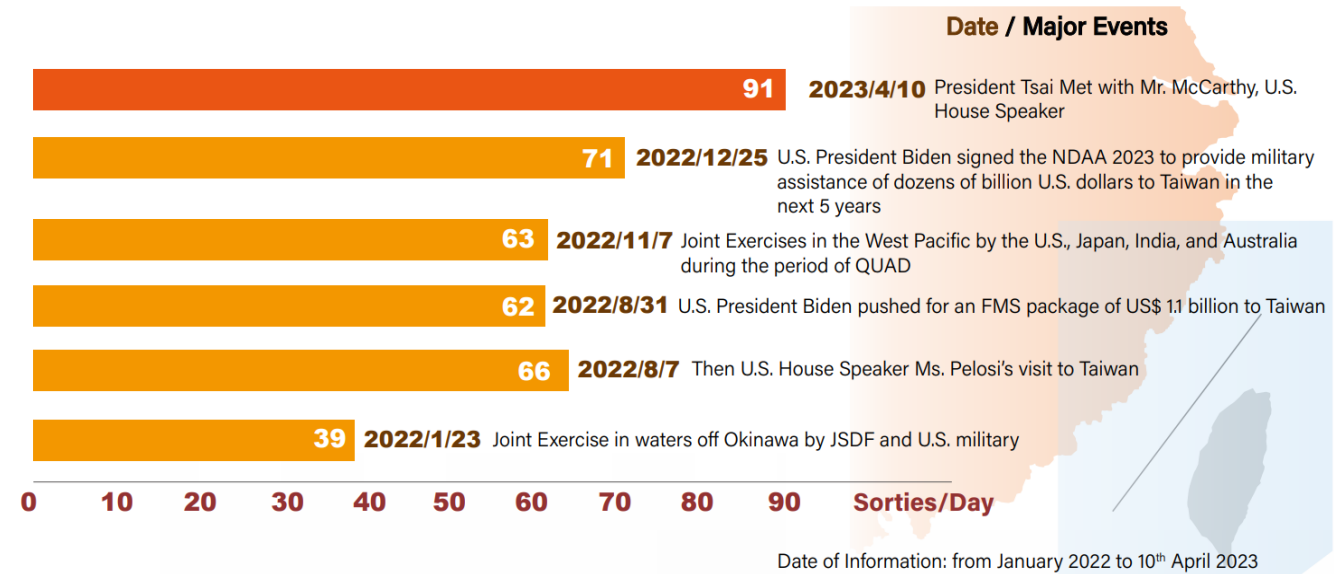 Date / Major Events
91 2023/4/10 President Tsai Met with Mr. McCarthy, U.S.
House Speaker
71 2022/12/25 U.S. President Biden signed the NDAA 2023 to provide military
assistance of dozens of billion U.S. dollars to Taiwan in the
next 5 years
63 2022/11/7 Joint Exercises in the West Pacific by the U.S., Japan, India, and Australia
during the period of QUAD
62 2022/8/31 U.S. President Biden pushed for an FMS package of US$ 1.1 billion to Taiwan
66 2022/8/7 Then U.S. House Speaker Ms. Pelosi’s visit to Taiwan
39 2022/1/23 Joint Exercise in waters off Okinawa by JSDF and U.S. military
0 10 20 30 40 50 60 70 80 90 Sorties/Day
Date of Information: from January 2022 to 10th April 2023